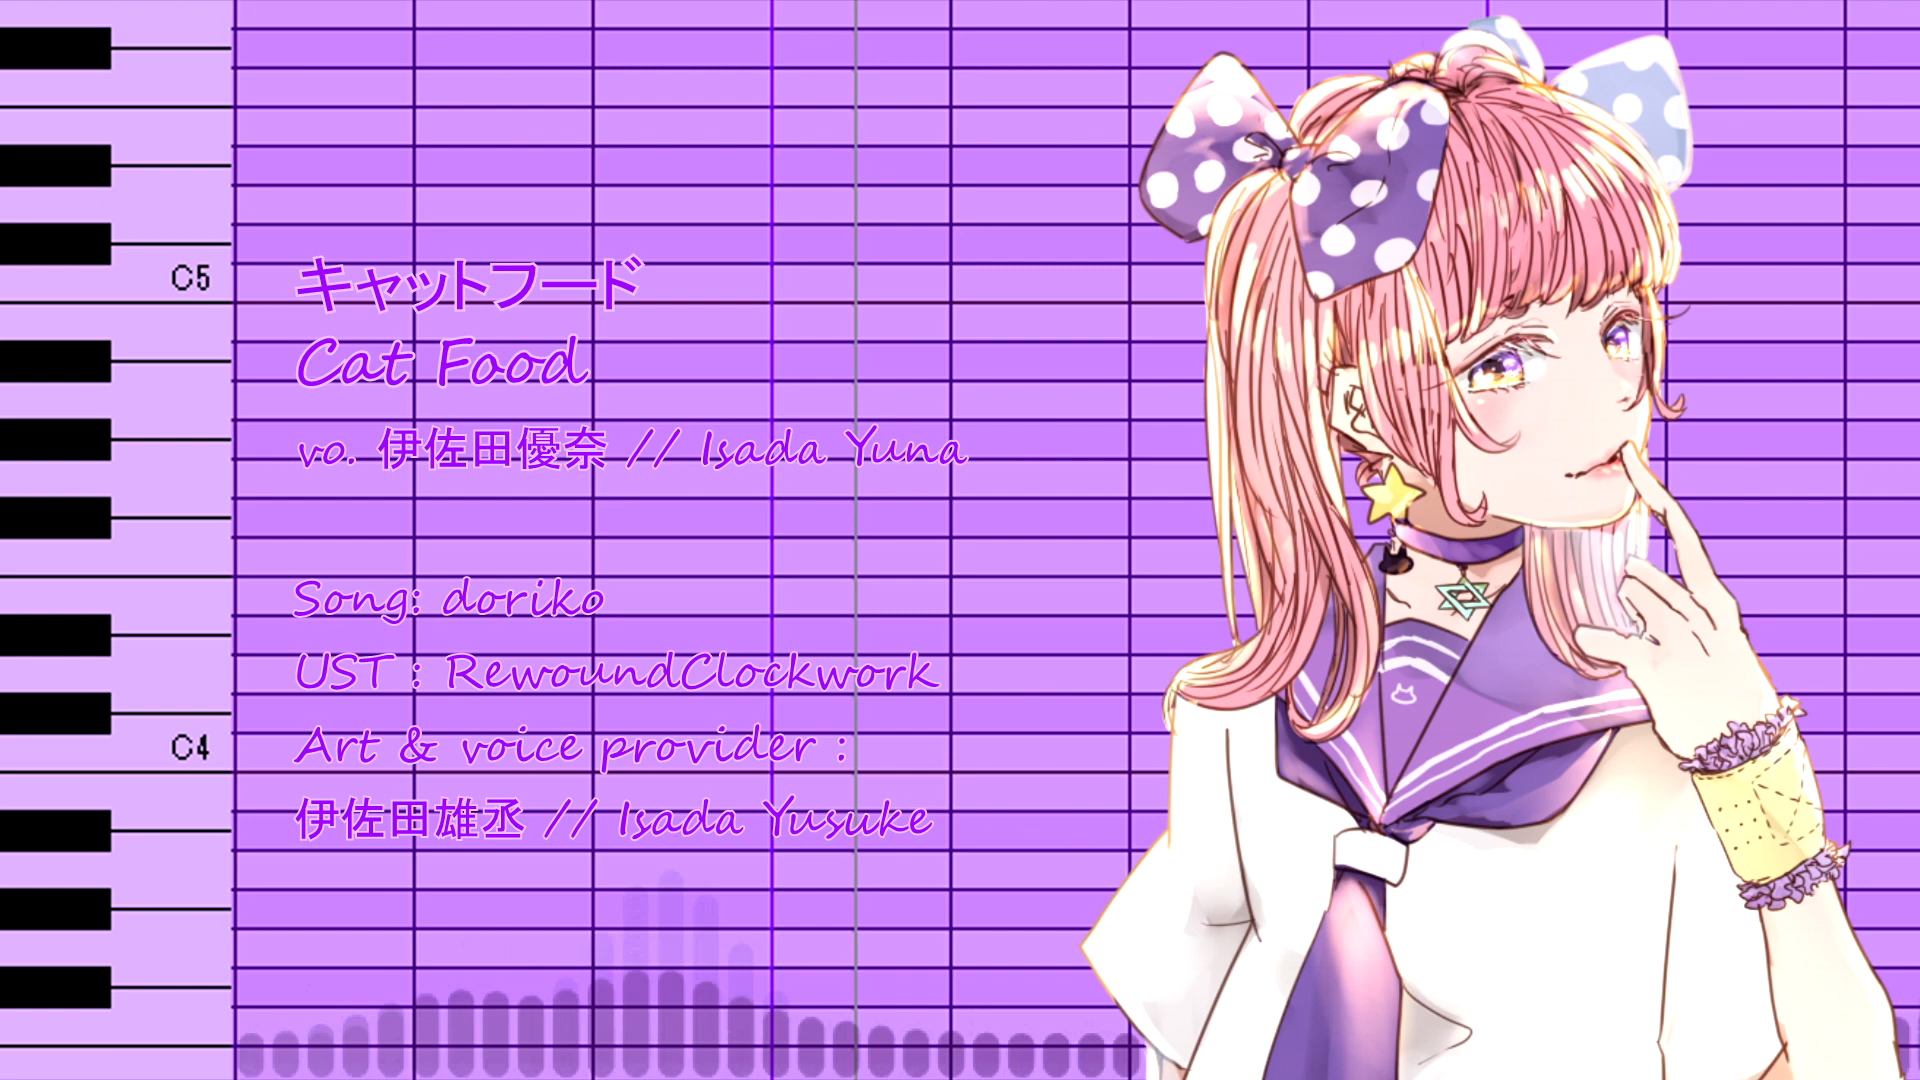 C5
キャットフード
Cat Food
vo. 伊佐田優奈 // Isada Yuna
Song: doriko
UST : RewoundClockwork
Art & voice provider :
C4
伊佐田雄丞 // Isada Yusuke